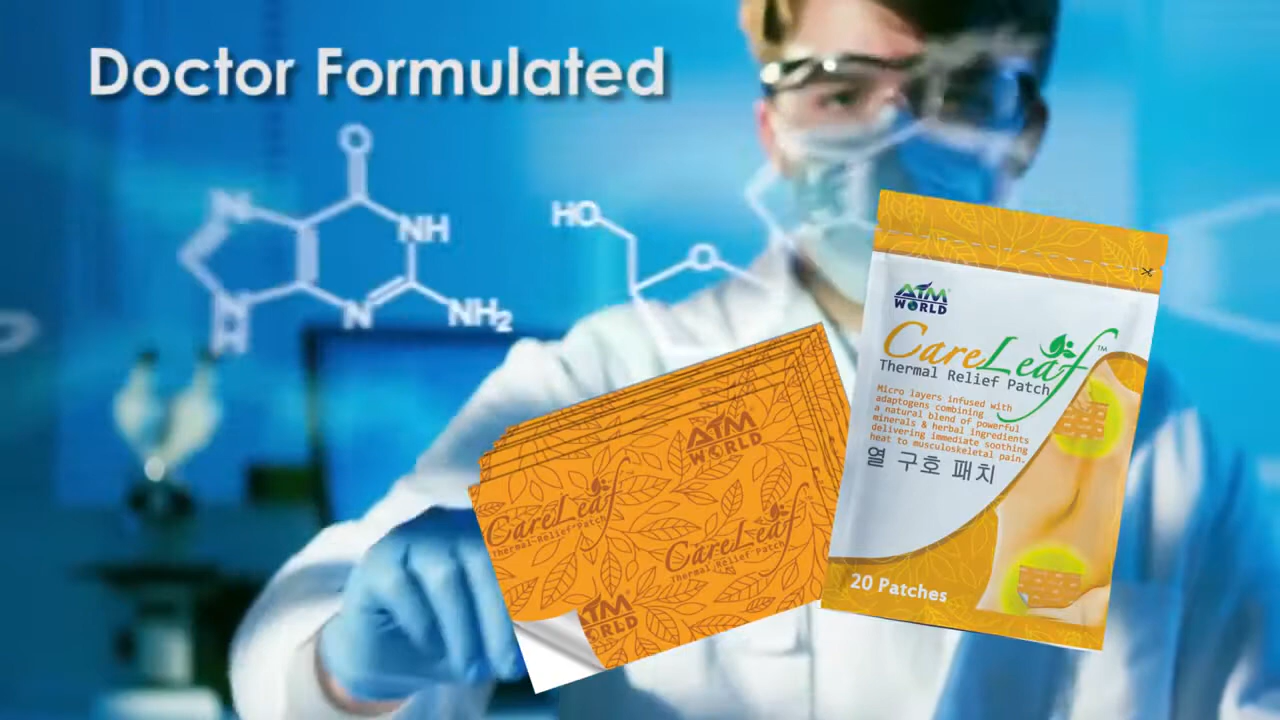 Doctor Formulated
O
N
NH
HO
O
N
H
N
NH2
ATM
WORLD
CareLeaf™
Thermal Relief Patch
Micro layers infused with
adaptogens combining
a natural blend of powerful
minerals & herbal ingredients
delivering immediate soothing
heat to musculoskeletal pain.
열 구호 패치
20 Patches
ATM
WORLD
CareLeaf
Thermal Relief Patch
CareLeaf
Thermal Relief Patch
ATM
WORLD